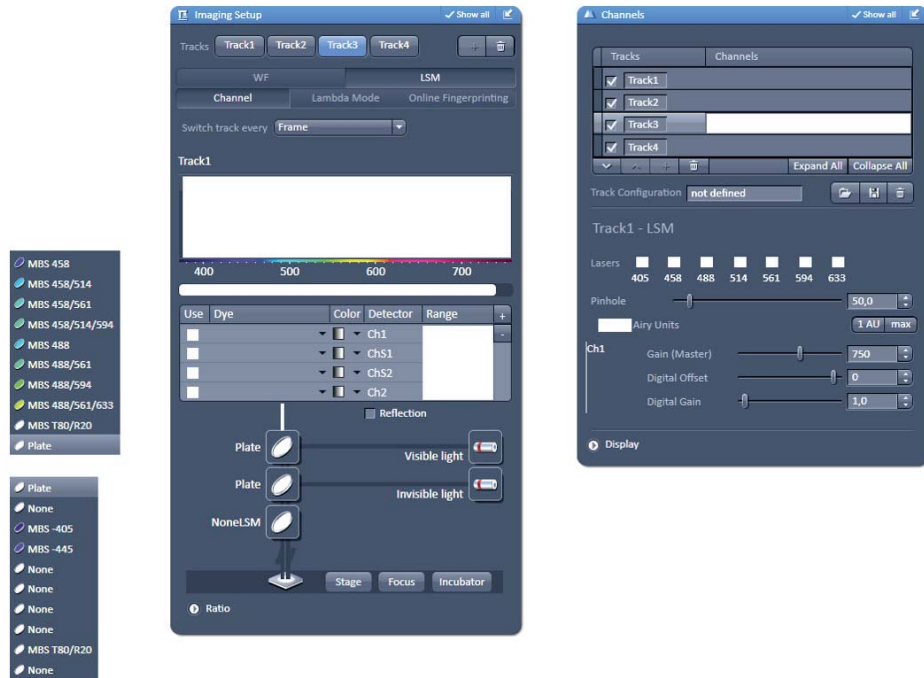 MBS 458
MBS 458/514
MBS 458/561
MBS 458/514/594
MBS 488
MBS 488/561
MBS 488/594
MBS 488/561/633
MBS T80/R20
Plate
Plate
None
MBS -405
MBS -445
None
None
None
None
MBS T80/R20
None
Imaging Setup Show all
Tracks Track1 Track2 Track3 Track4 +
WF LSM
Channel Lambda Mode Online Fingerprinting
Switch track every Frame
Track1
400 500 600 700
Use Dye Color Detector Range +
Ch1 -
ChS1
ChS2
Ch2
Reflection
Plate Visible light
Plate Invisible light
NoneLSM
Stage Focus Incubator
Ratio
Channels Show all
Tracks Channels
Track1
Track2
Track3
Track4
+ Expand All Collapse All
Track Configuration not defined
Track1 - LSM
Lasers
405 458 488 514 561 594 633
Pinhole 50,0
Airy Units 1 AU max
Ch1 Gain (Master) 750
Digital Offset 0
Digital Gain 1,0
Display